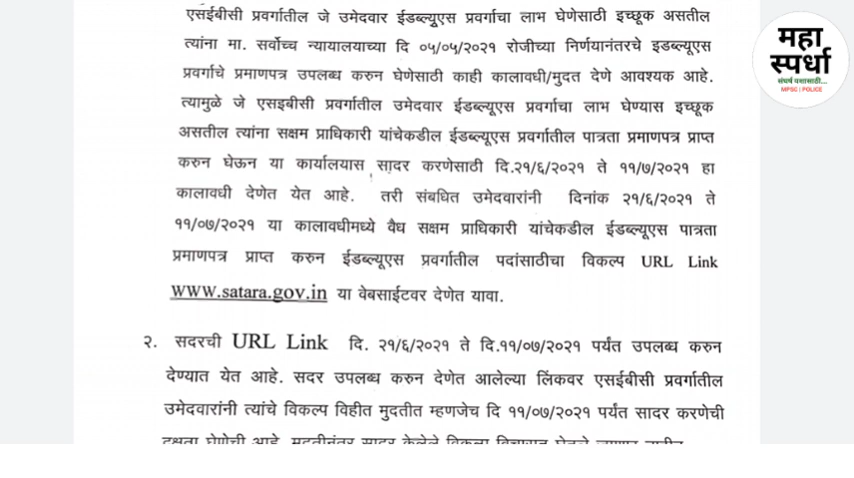 एसईबीसी प्रवर्गातील जे उमेदवार ईडब्ल्युएस प्रवर्गाचा लाभ घेणेसाठी इच्छूक असतील
त्यांना मा. सर्वोच्च न्यायालयाच्या दि ०५/०५/२०२१ रोजीच्या निर्णयानंतरचे इडब्ल्यूएस
प्रवर्गाचे प्रमाणपत्र उपलब्ध करुन घेणेसाठी काही कालावधी/मुदत देणे आवश्यक आहे.
त्यामुळे जे एसइबीसी प्रवर्गातील उमेदवार ईडब्ल्यूएस प्रवर्गाचा लाभ घेण्यास इच्छूक
असतील त्यांना सक्षम प्राधिकारी यांचेकडील ईडब्ल्यूएस प्रवर्गातील पात्रता प्रमाणपत्र प्राप्त
करुन घेऊन या कार्यालयास सादर करणेसाठी दि.२१/६/२०२१ ते ११/७/२०२१ हा
कालावधी देणेत येत आहे. तरी संबधित उमेदवारांनी दिनांक २१/६/२०२१ ते
११/०७/२०२१ या कालावधीमध्ये वैध सक्षम प्राधिकारी यांचेकडील ईडब्ल्यूएस पात्रता
प्रमाणपत्र प्राप्त करुन ईडब्ल्यूएस प्रवर्गातील पदांसाठीचा विकल्प URL Link
WWW.satara.gov.in या वेबसाईटवर देणेत यावा.
२. सदरची URL Link दि. २१/६/२०२१ ते दि.११/०७/२०२१ पर्यंत उपलब्ध करुन
देण्यात येत आहे. सदर उपलब्ध करुन देणेत आलेल्या लिंकवर एसईबीसी प्रवर्गातील
उमेदवारांनी त्यांचे विकल्प विहीत मुदतीत म्हणजेच दि ११/०७/२०२१ पर्यंत सादर करणेची
महा
स्पर्धा
संघर्ष यशासाठी...
MPSC | POLICE